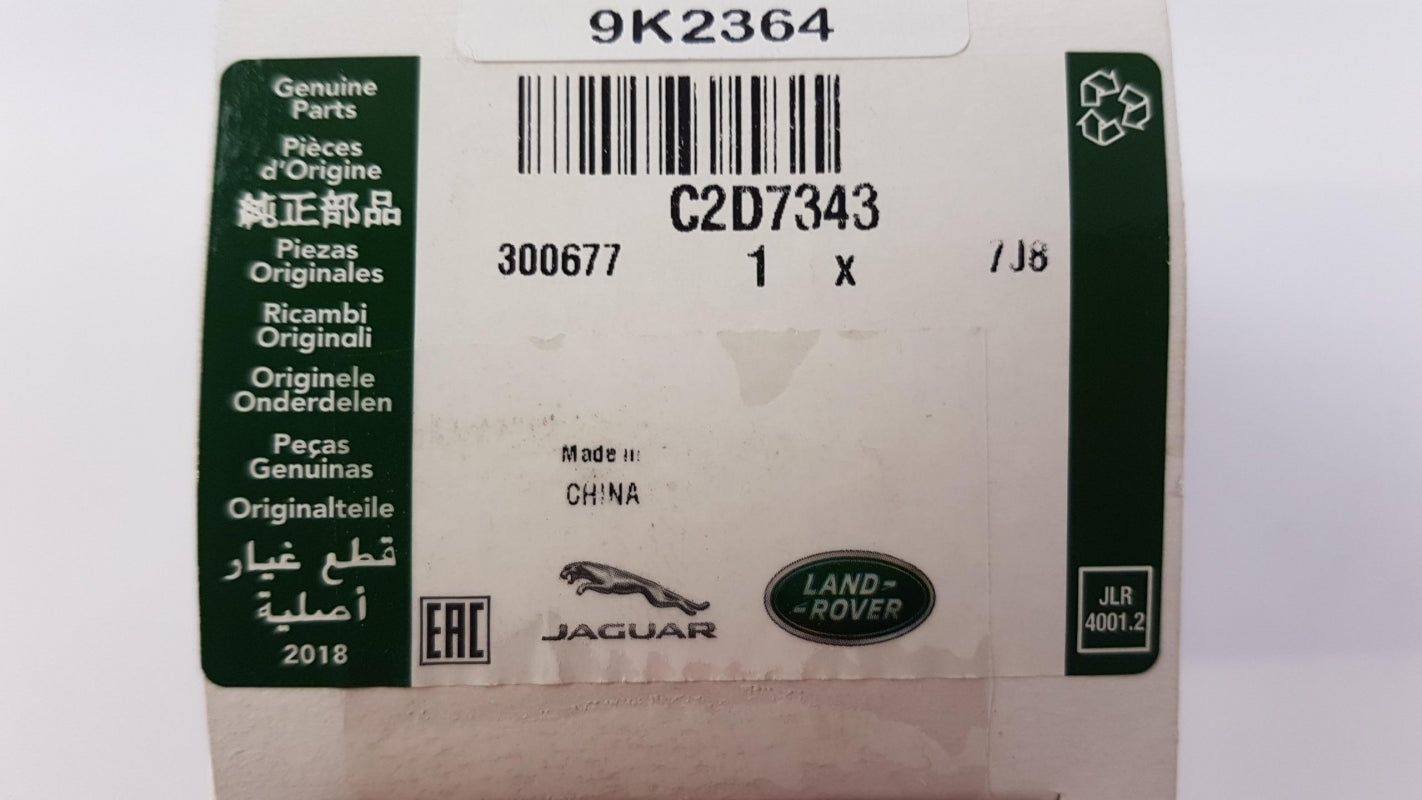 9K2364
Genuine
Parts
Pièces
d'Origine
純正部品
Piezas
Originales
Ricambi
Originali
Originele
Onderdelen
Peças
Genuinas
Originalteile
قطع غيار
أصلية
2018
C2D7343
300677 1 x 7J8
Made in
CHINA
EAC
JAGUAR
LAND-
-ROVER
JLR
4001.2